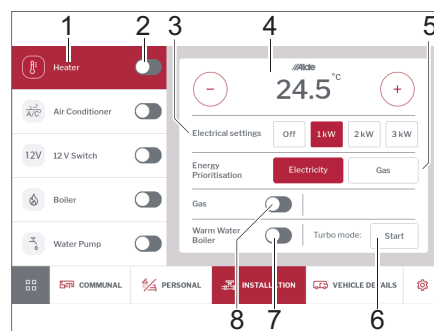 1 2 3 4 5
Heater
Alde
24.5 °C
− +
A/C Air Conditioner
Electrical settings Off 1 kW 2 kW 3 kW
12V 12 V Switch
Energy
Prioritisation Electricity Gas
Boiler
Gas
Water Pump
Warm Water
Boiler Turbo mode: Start
8 7 6
COMMUNAL PERSONAL INSTALLATION VEHICLE DETAILS